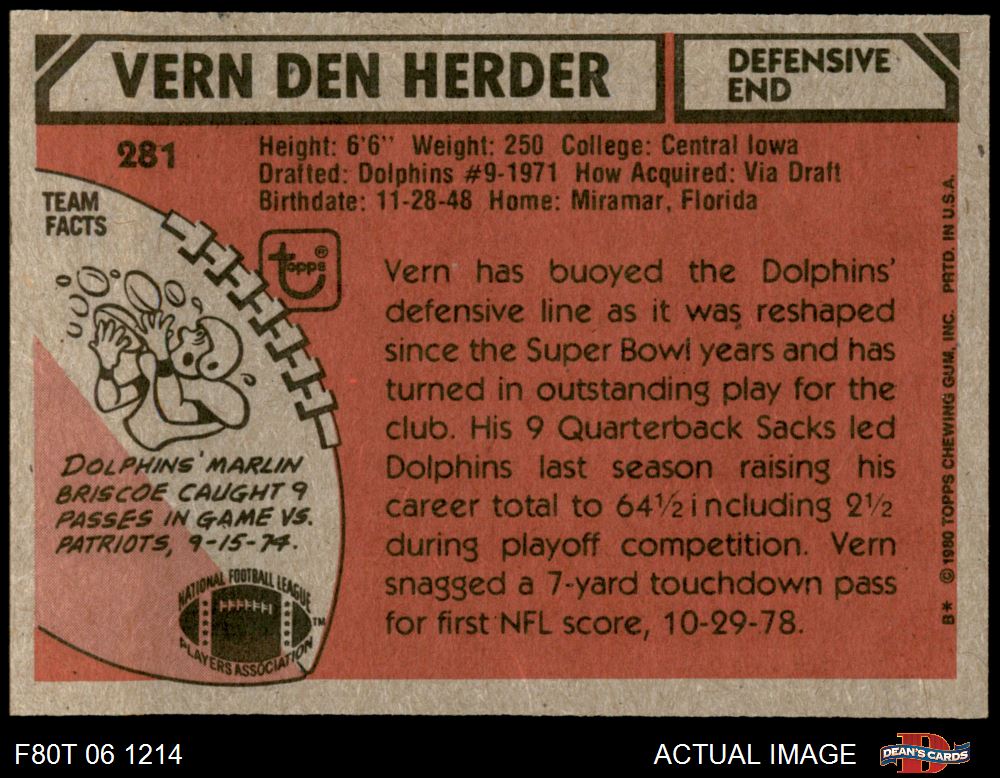 VERN DEN HERDER
DEFENSIVE
END
281
Height: 6'6" Weight: 250 College: Central Iowa
Drafted: Dolphins #9-1971 How Acquired: Via Draft
Birthdate: 11-28-48 Home: Miramar, Florida
TEAM
FACTS
topps®
Vern has buoyed the Dolphins'
defensive line as it was reshaped
since the Super Bowl years and has
turned in outstanding play for the
club. His 9 Quarterback Sacks led
Dolphins last season raising his
career total to 64½ including 2½
during playoff competition. Vern
snagged a 7-yard touchdown pass
for first NFL score, 10-29-78.
DOLPHINS' MARLIN
BRISCOE CAUGHT 9
PASSES IN GAME VS.
PATRIOTS, 9-15-74.
NATIONAL FOOTBALL LEAGUE
PLAYERS ASSOCIATION
TM
B* © 1980 TOPPS CHEWING GUM, INC. PRTD. IN U.S.A.
F80T 06 1214
ACTUAL IMAGE
DEAN'S CARDS